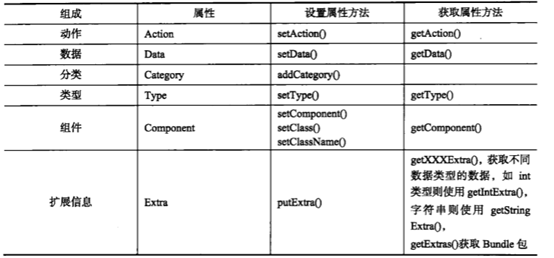 组成 属性 设置属性方法 获取属性方法
动作 Action setAction() getAction()
数据 Data setData() getData()
分类 Category addCategory()
类型 Type setType() getType()
组件 Component setComponent() setClass() setClassName() getComponent()
扩展信息 Extra putExtra() getXXXExtra(), 获取不同
数据类型的数据，如 int
类型则使用 getIntExtra(),
字符串则使用 getString
Extra(),
getExtras()获取 Bundle 包